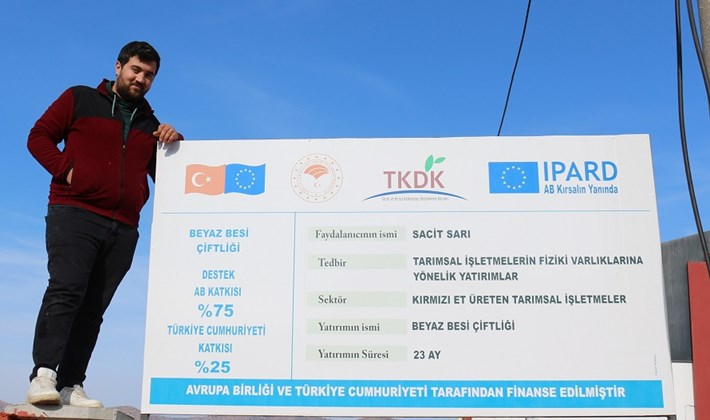 TKDK
IPARD
AB Kırsalın Yanında
BEYAZ BESİ
ÇİFTLİĞİ
DESTEK
AB KATKISI
%75
TÜRKİYE CUMHURİYETİ
KATKISI
%25
Faydalanıcının ismi SACİT SARI
Tedbir TARIMSAL İŞLETMELERİN FİZİKİ VARLIKLARINA
YÖNELİK YATIRIMLAR
Sektör KIRMIZI ET ÜRETEN TARIMSAL İŞLETMELER
Yatırımın ismi BEYAZ BESİ ÇİFTLİĞİ
Yatırımın Süresi 23 AY
AVRUPA BİRLİĞİ VE TÜRKİYE CUMHURİYETİ TARAFINDAN FİNANSE EDİLMİŞTİR